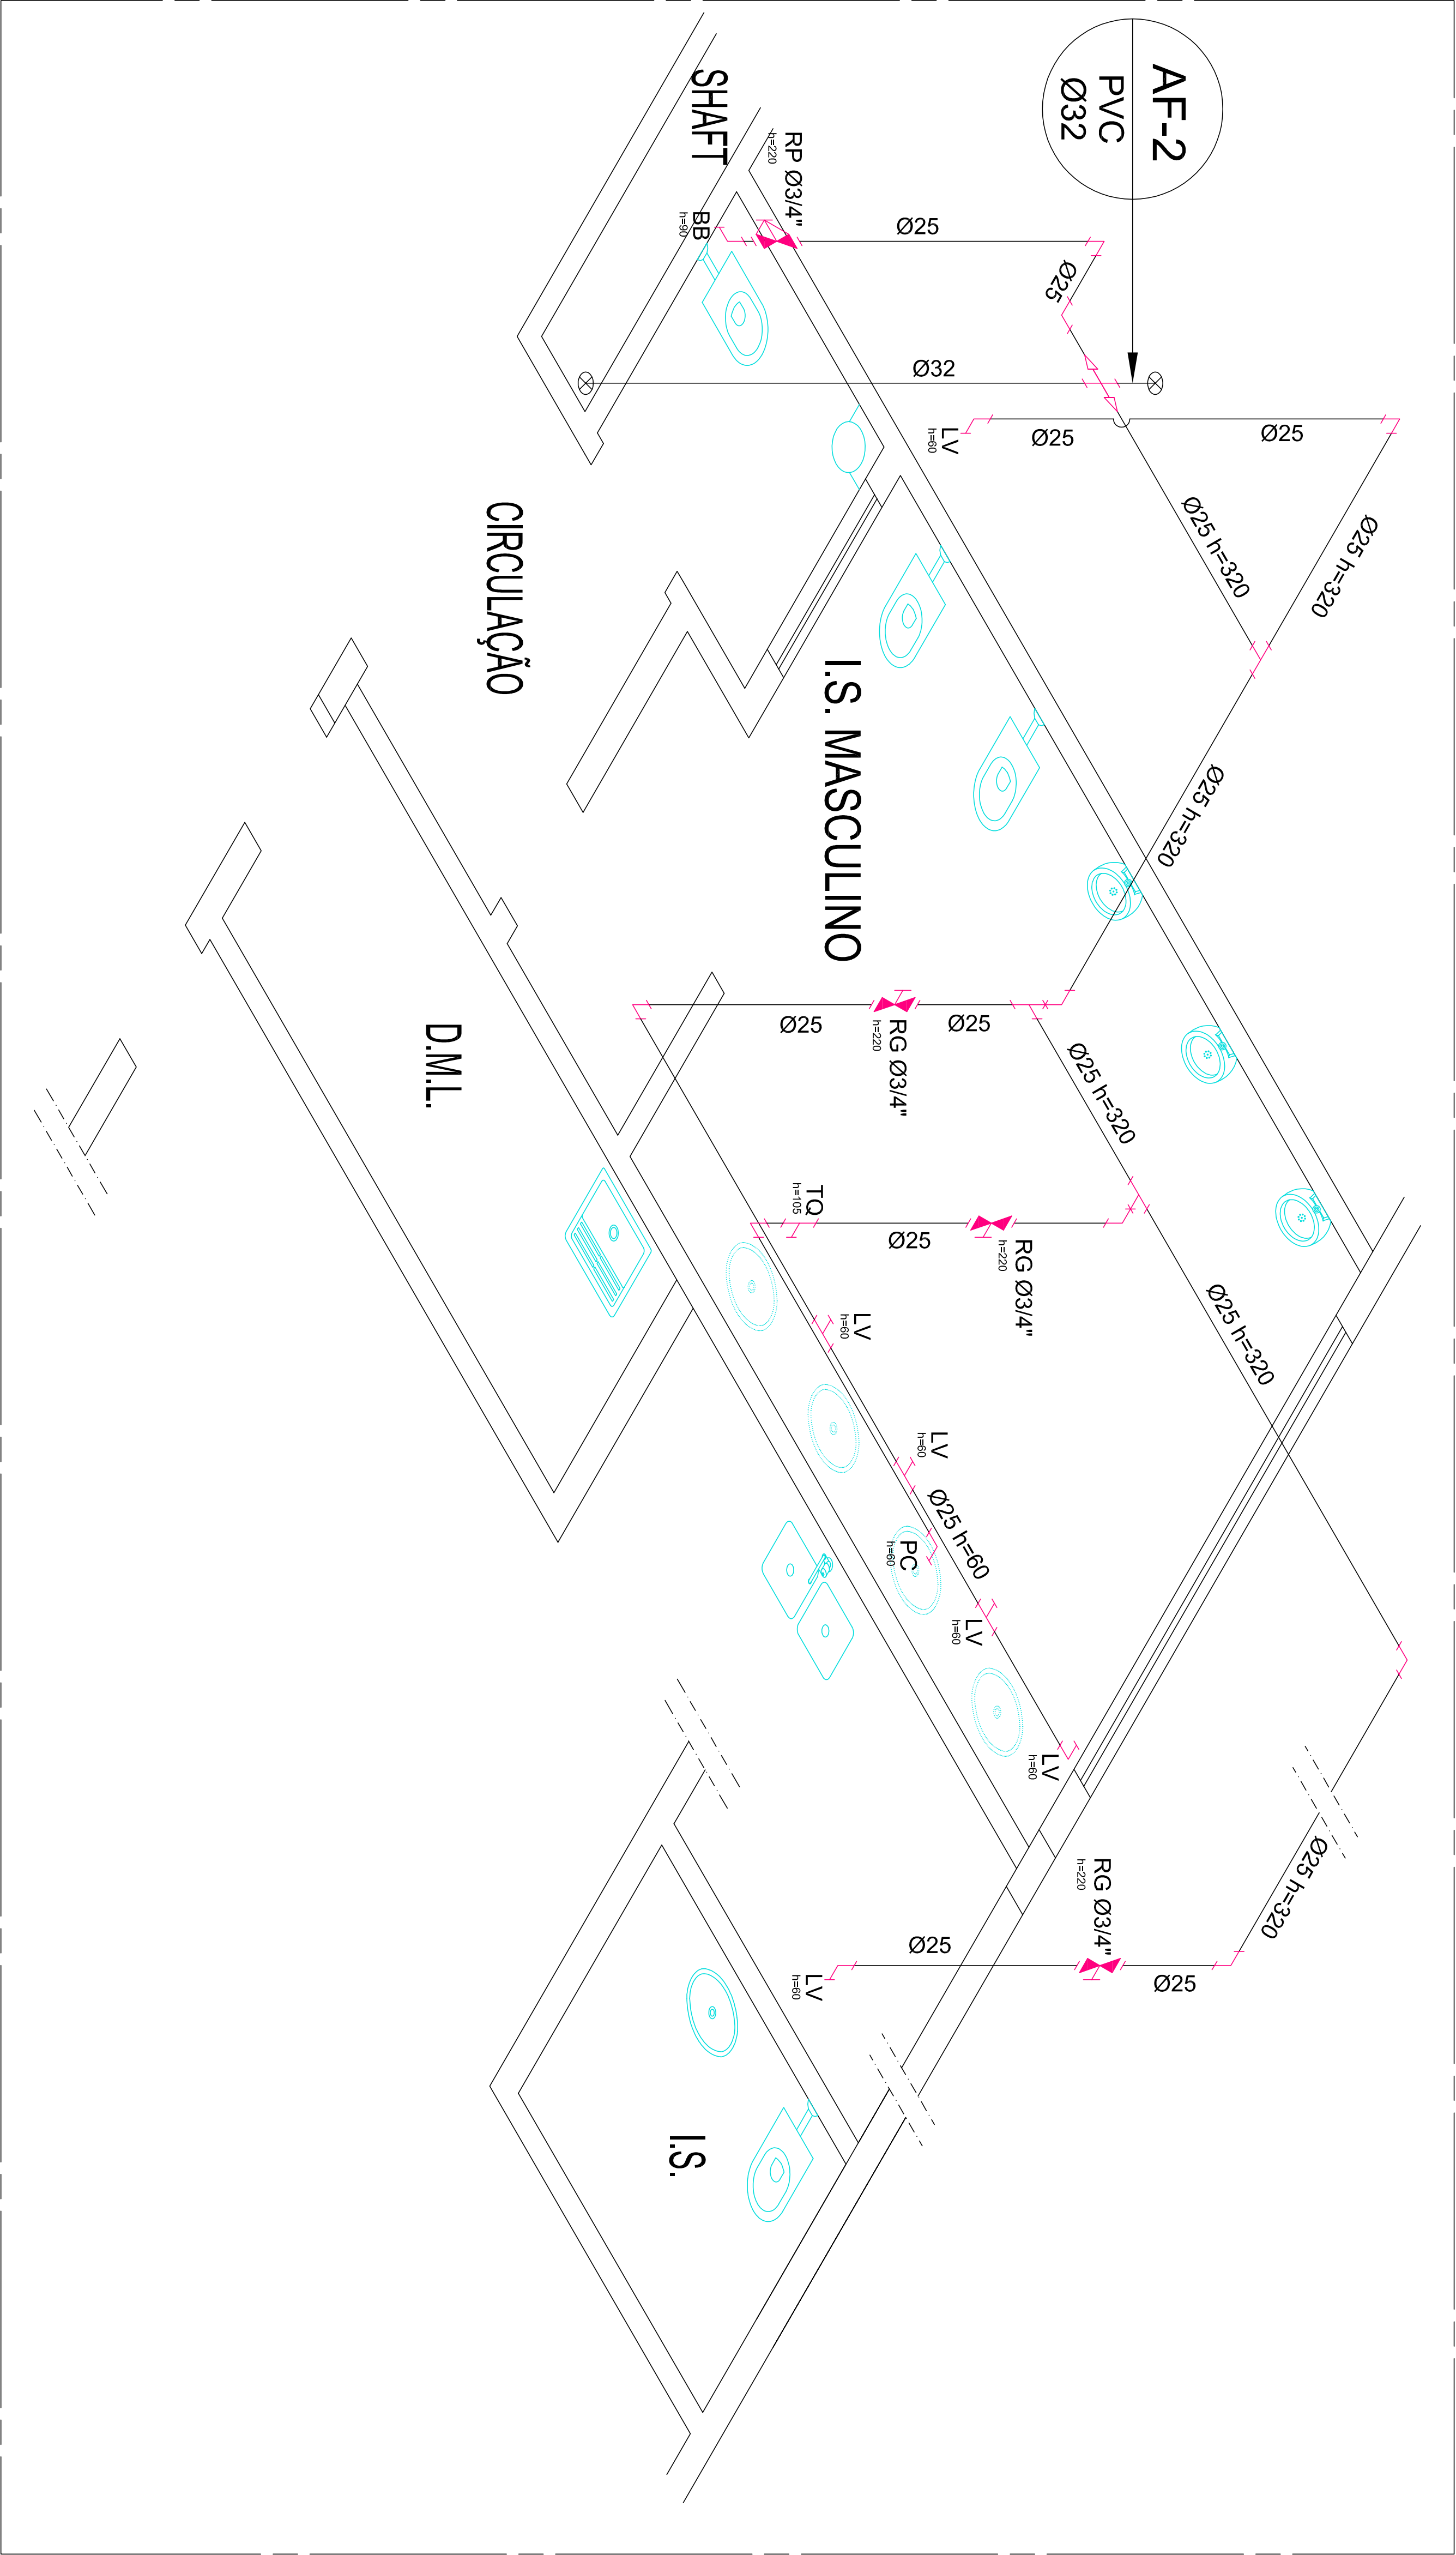 AF-2
PVC
Ø32
SHAFT
RP Ø3/4"
h=220
BB
h=90
Ø25
Ø25
Ø32
LV
h=60
Ø25
Ø25
Ø25 h=320
Ø25 h=320
CIRCULAÇÃO
I.S. MASCULINO
Ø25 h=320
D.M.L.
Ø25
RG Ø3/4"
h=220
Ø25
Ø25 h=320
TQ
h=105
Ø25
RG Ø3/4"
h=220
Ø25 h=320
LV
h=60
LV
h=60
Ø25 h=60
PC
h=60
LV
h=60
LV
h=60
RG Ø3/4"
h=220
Ø25 h=320
Ø25
Ø25
LV
h=60
I.S.